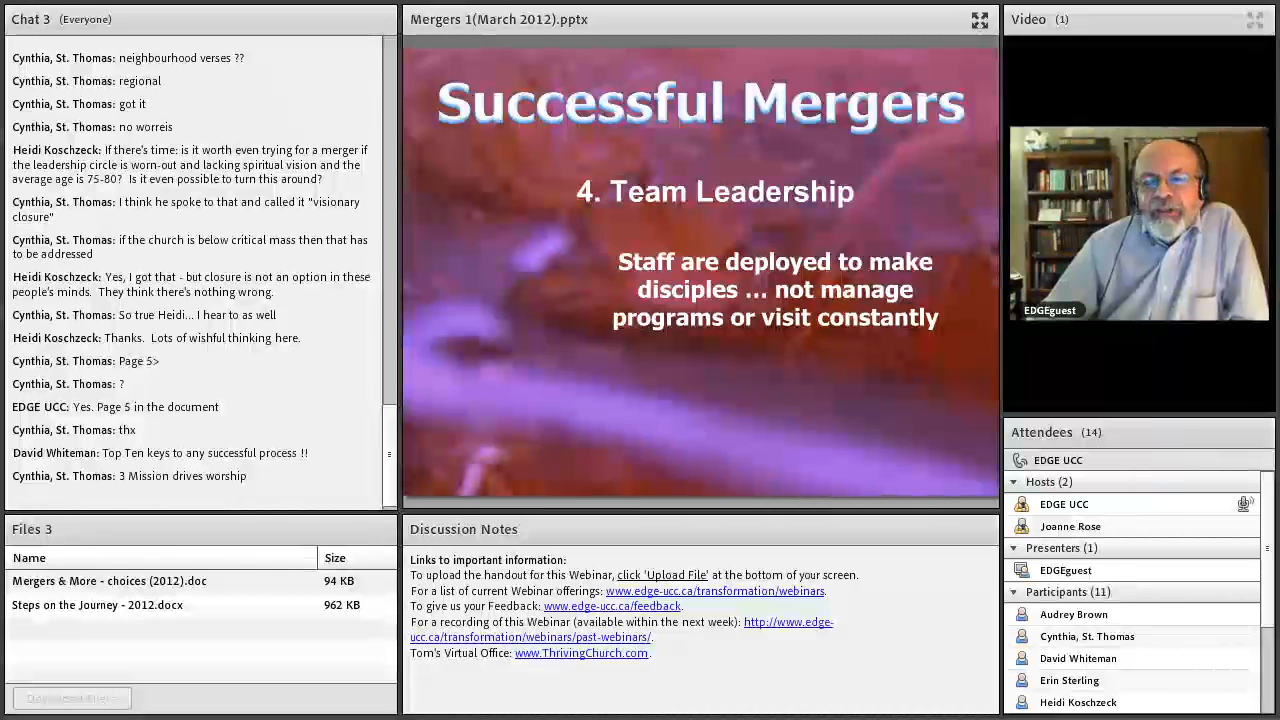 Chat 3 (Everyone)
Cynthia, St. Thomas: neighbourhood verses ??
Cynthia, St. Thomas: regional
Cynthia, St. Thomas: got it
Cynthia, St. Thomas: no worreis
Heidi Koschzeck: If there's time: is it worth even trying for a merger if
the leadership circle is worn-out and lacking spiritual vision and the
average age is 75-80? Is it even possible to turn this around?
Cynthia, St. Thomas: I think he spoke to that and called it "visionary
closure"
Cynthia, St. Thomas: if the church is below critical mass then that has
to be addressed
Heidi Koschzeck: Yes, I got that - but closure is not an option in these
people's minds. They think there's nothing wrong.
Cynthia, St. Thomas: So true Heidi... I hear to as well
Heidi Koschzeck: Thanks. Lots of wishful thinking here.
Cynthia, St. Thomas: Page 5>
Cynthia, St. Thomas: ?
EDGE UCC: Yes. Page 5 in the document
Cynthia, St. Thomas: thx
David Whiteman: Top Ten keys to any successful process !!
Cynthia, St. Thomas: 3 Mission drives worship
Files 3
Name Size
Mergers & More - choices (2012).doc 94 KB
Steps on the Journey - 2012.docx 962 KB
Mergers 1(March 2012).pptx
Successful Mergers
4. Team Leadership
Staff are deployed to make
disciples ... not manage
programs or visit constantly
Discussion Notes
Links to important information:
To upload the handout for this Webinar, click 'Upload File' at the bottom of your screen.
For a list of current Webinar offerings: www.edge-ucc.ca/transformation/webinars.
To give us your Feedback: www.edge-ucc.ca/feedback.
For a recording of this Webinar (available within the next week): http://www.edge-
ucc.ca/transformation/webinars/past-webinars/.
Tom's Virtual Office: www.ThrivingChurch.com.
Video (1)
EDGEguest
Attendees (14)
EDGE UCC
Hosts (2)
EDGE UCC
Joanne Rose
Presenters (1)
EDGEguest
Participants (11)
Audrey Brown
Cynthia, St. Thomas
David Whiteman
Erin Sterling
Heidi Koschzeck